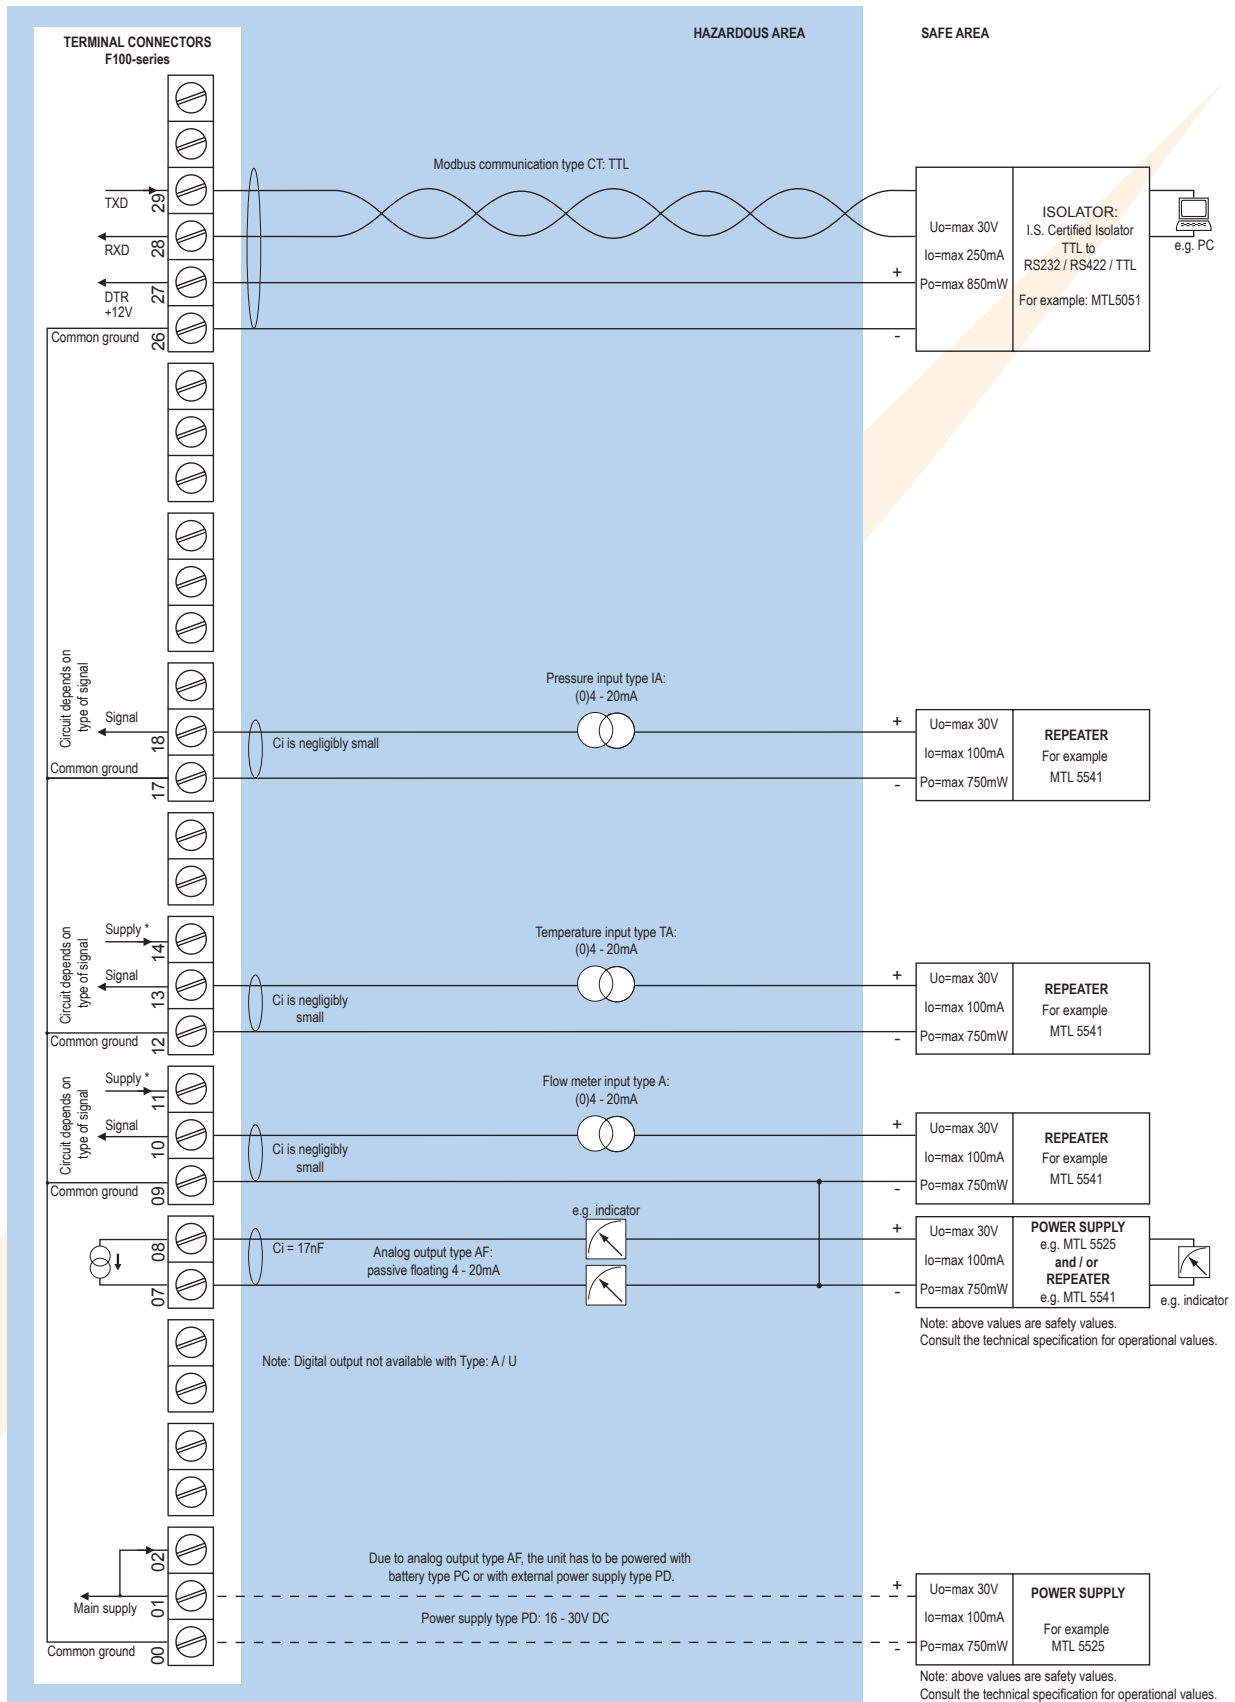 TERMINAL CONNECTORS
F100-series
HAZARDOUS AREA
SAFE AREA
Modbus communication type CT: TTL
TXD
29
RXD
28
DTR
+12V
27
Common ground
26
+
-
Uo=max 30V
Io=max 250mA
Po=max 850mW
ISOLATOR:
I.S. Certified Isolator
TTL to
RS232 / RS422 / TTL
For example: MTL5051
e.g. PC
Circuit depends on
type of signal
Signal
18
Common ground
17
Ci is negligibly small
Pressure input type IA:
(0)4 - 20mA
+
-
Uo=max 30V
Io=max 100mA
Po=max 750mW
REPEATER
For example
MTL 5541
Circuit depends on
type of signal
Supply *
14
Signal
13
Common ground
12
Ci is negligibly
small
Temperature input type TA:
(0)4 - 20mA
+
-
Uo=max 30V
Io=max 100mA
Po=max 750mW
REPEATER
For example
MTL 5541
Circuit depends on
type of signal
Supply *
11
Signal
10
Common ground
09
Ci is negligibly
small
Flow meter input type A:
(0)4 - 20mA
+
-
Uo=max 30V
Io=max 100mA
Po=max 750mW
REPEATER
For example
MTL 5541
08
07
Ci = 17nF
Analog output type AF:
passive floating 4 - 20mA
e.g. indicator
+
-
Uo=max 30V
Io=max 100mA
Po=max 750mW
POWER SUPPLY
e.g. MTL 5525
and / or
REPEATER
e.g. MTL 5541
e.g. indicator
Note: above values are safety values.
Consult the technical specification for operational values.
Note: Digital output not available with Type: A / U
02
Main supply
01
Common ground
00
Due to analog output type AF, the unit has to be powered with
battery type PC or with external power supply type PD.
Power supply type PD: 16 - 30V DC
+
-
Uo=max 30V
Io=max 100mA
Po=max 750mW
POWER SUPPLY
For example
MTL 5525
Note: above values are safety values.
Consult the technical specification for operational values.